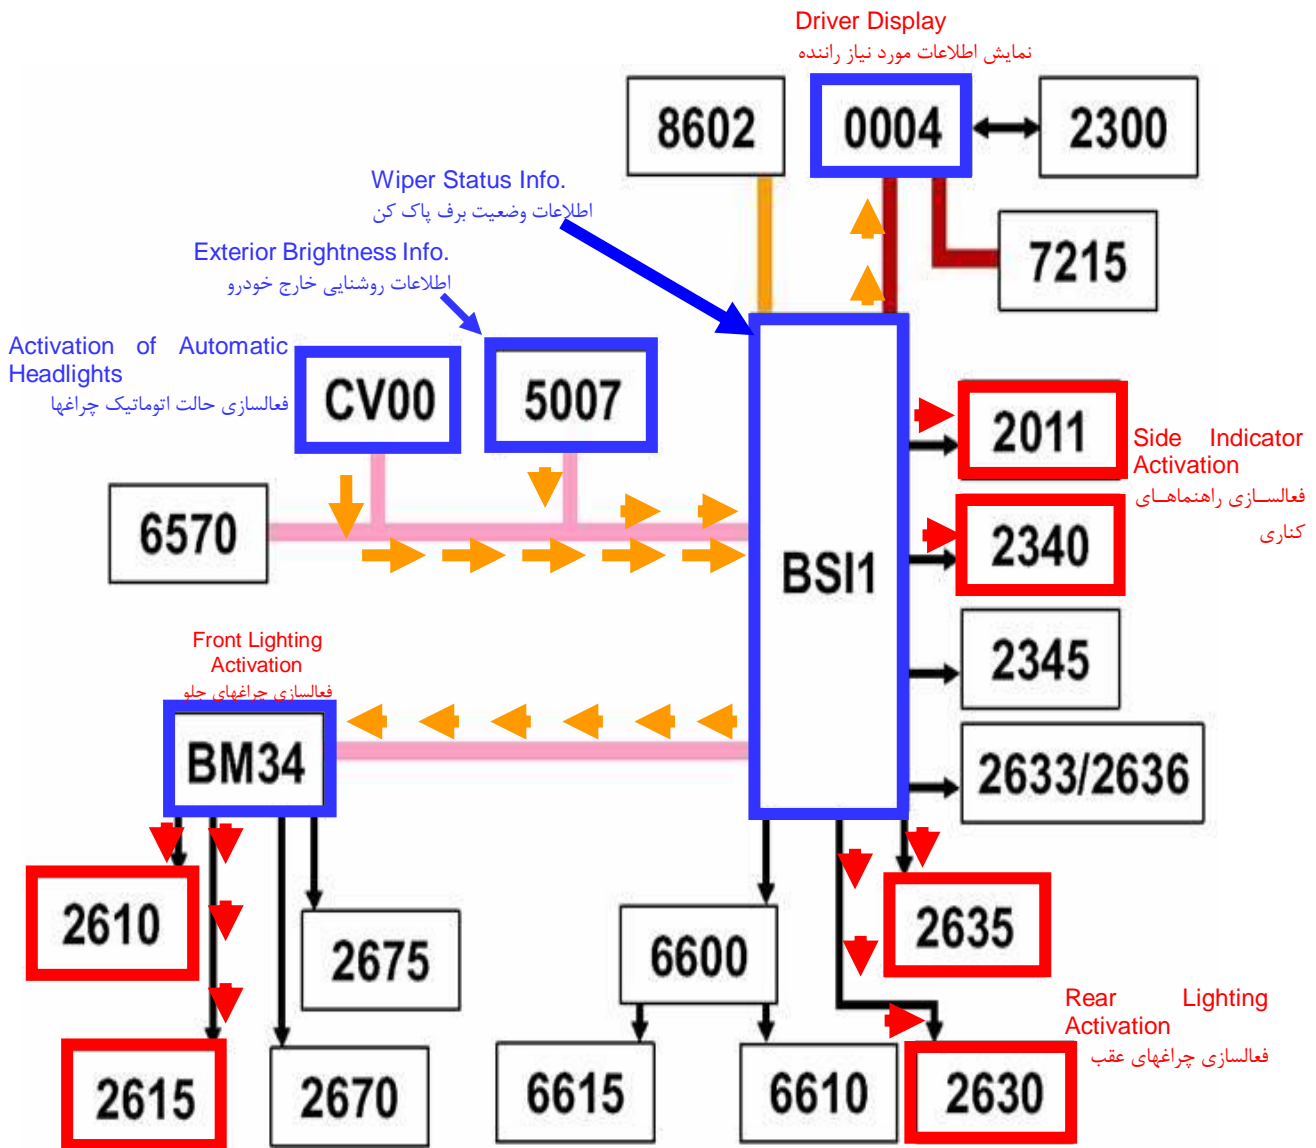 Driver Display
نمایش اطلاعات مورد نیاز راننده
8602
0004
2300
Wiper Status Info.
اطلاعات وضعیت برف پاک کن
7215
Exterior Brightness Info.
اطلاعات روشنایی خارج خودرو
Activation of Automatic
Headlights
فعالسازی حالت اتوماتیک چراغها
CV00
5007
2011
Side Indicator
Activation
فعالســازی راهنماهــای
کناری
6570
2340
BSI1
2345
Front Lighting
Activation
فعالسازی چراغهای جلو
BM34
2633/2636
2610
2675
6600
2635
Rear Lighting
Activation
فعالسازی چراغهای عقب
2615
2670
6615
6610
2630